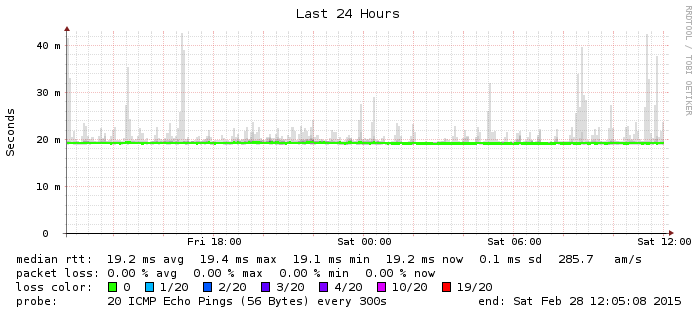 Last 24 Hours
RRDTOOL / TOBI OETIKER
Seconds
40 m
30 m
20 m
10 m
0
Fri 18:00 Sat 00:00 Sat 06:00 Sat 12:00
median rtt: 19.2 ms avg 19.4 ms max 19.1 ms min 19.2 ms now 0.1 ms sd 285.7 am/s
packet loss: 0.00 % avg 0.00 % max 0.00 % min 0.00 % now
loss color: 0 1/20 2/20 3/20 4/20 10/20 19/20
probe: 20 ICMP Echo Pings (56 Bytes) every 300s end: Sat Feb 28 12:05:08 2015